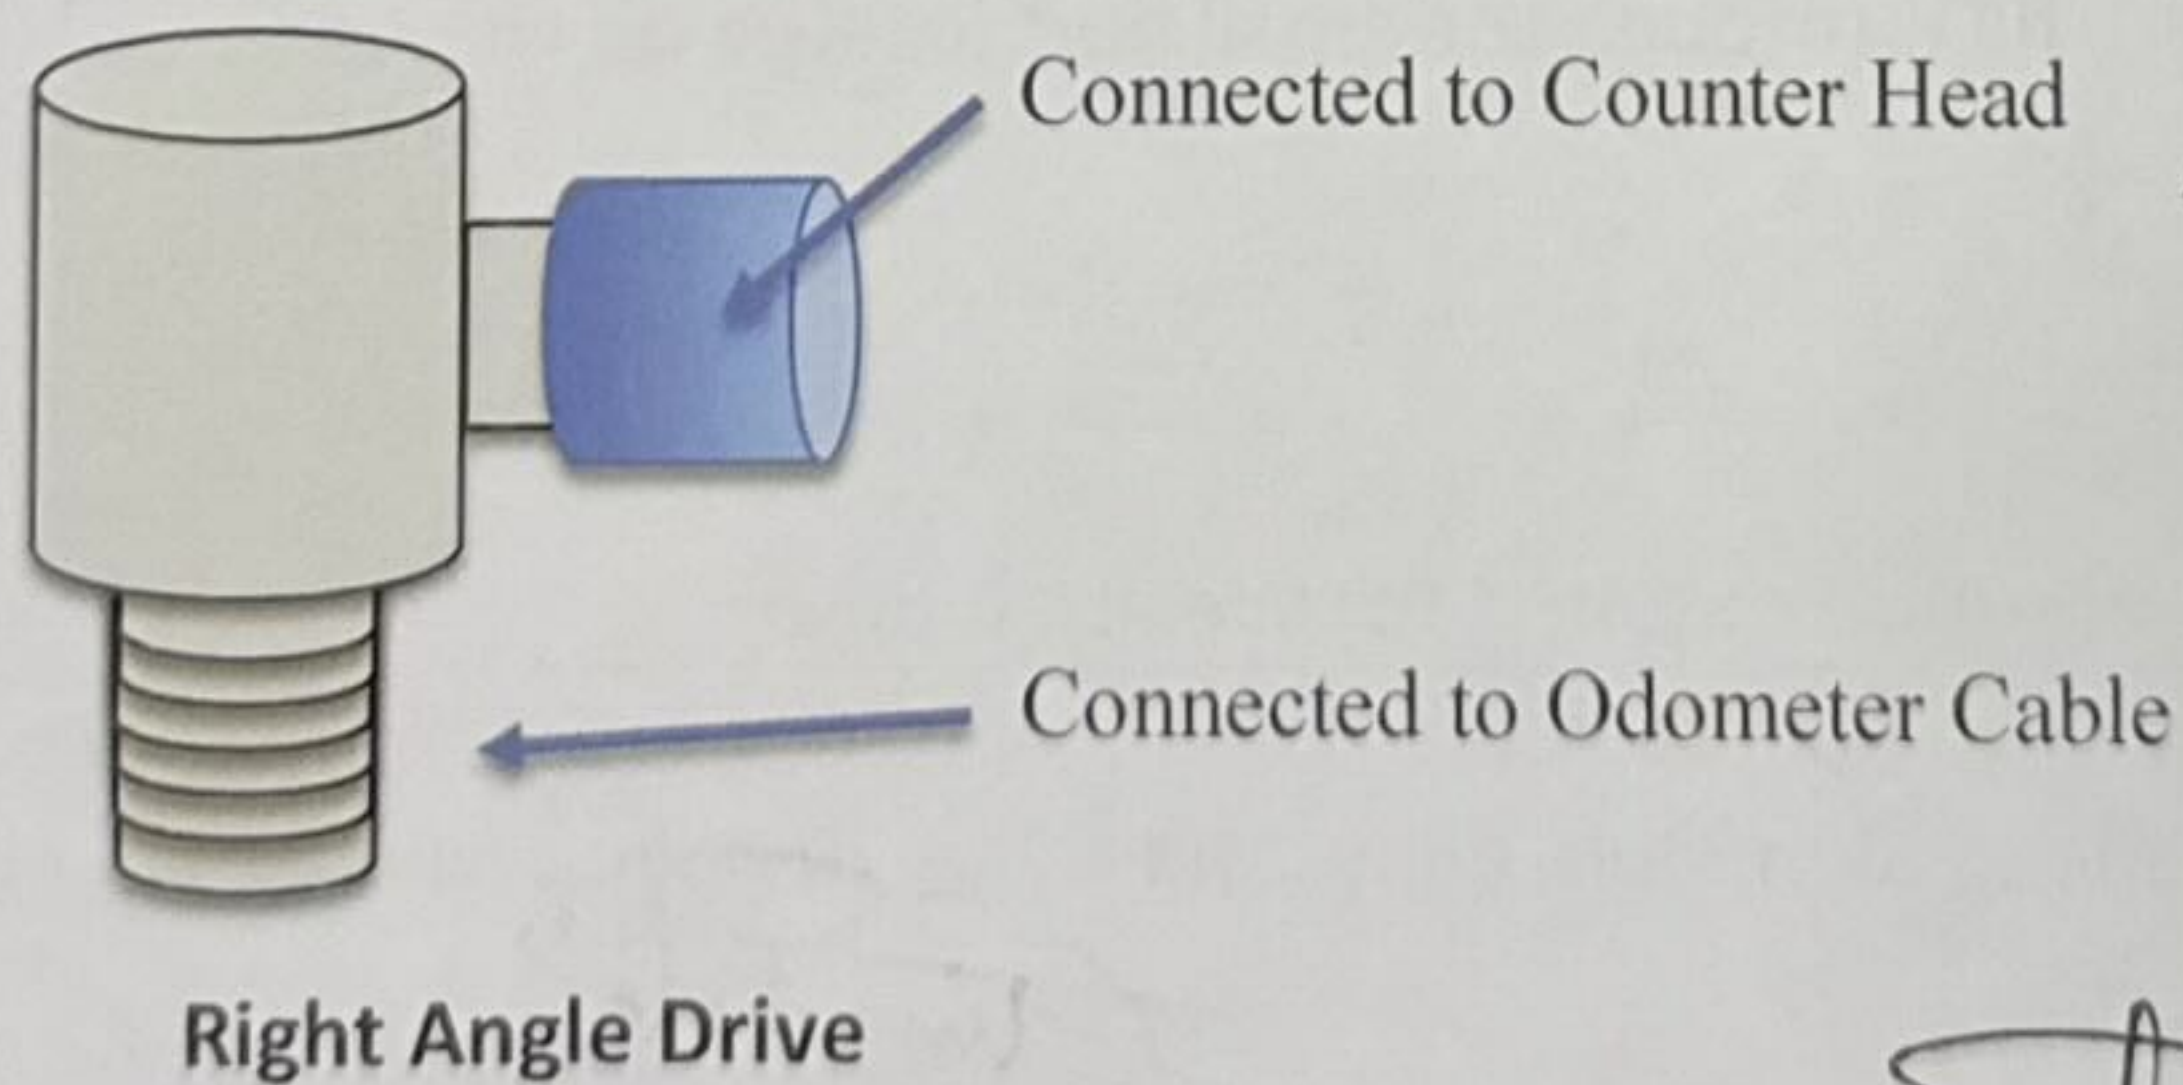 Connected to Counter Head
Connected to Odometer Cable
Right Angle Drive